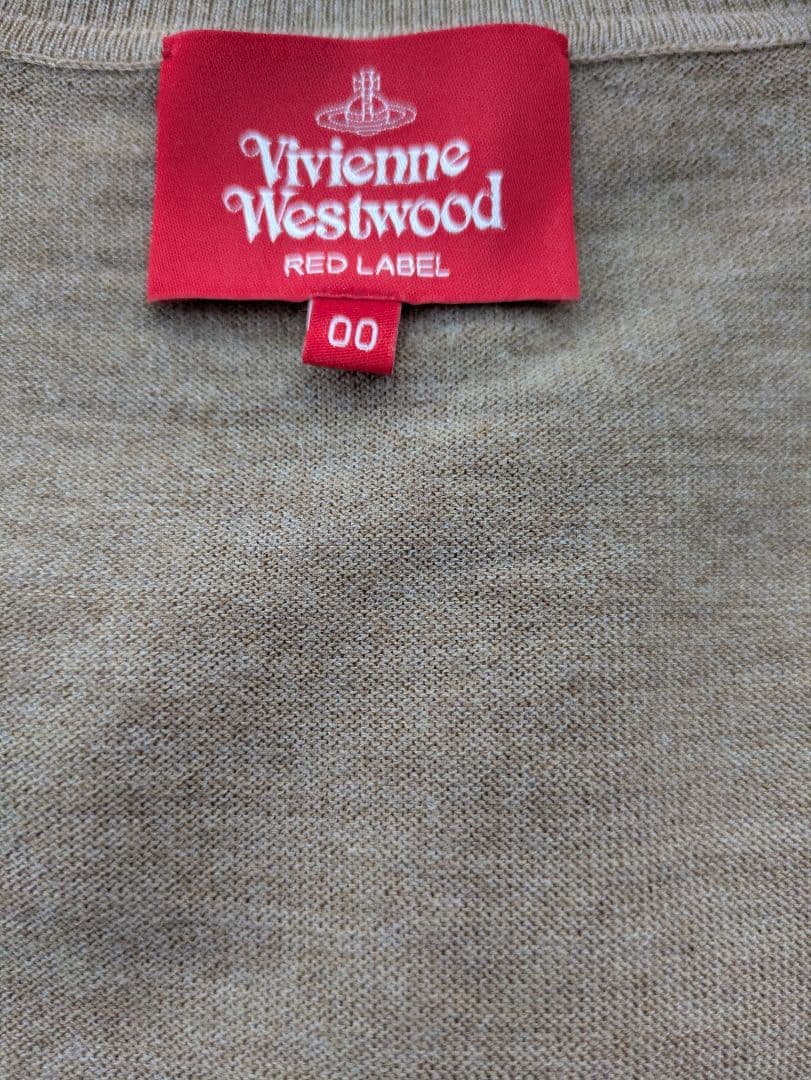 Vivienne
Westwood
RED LABEL
00